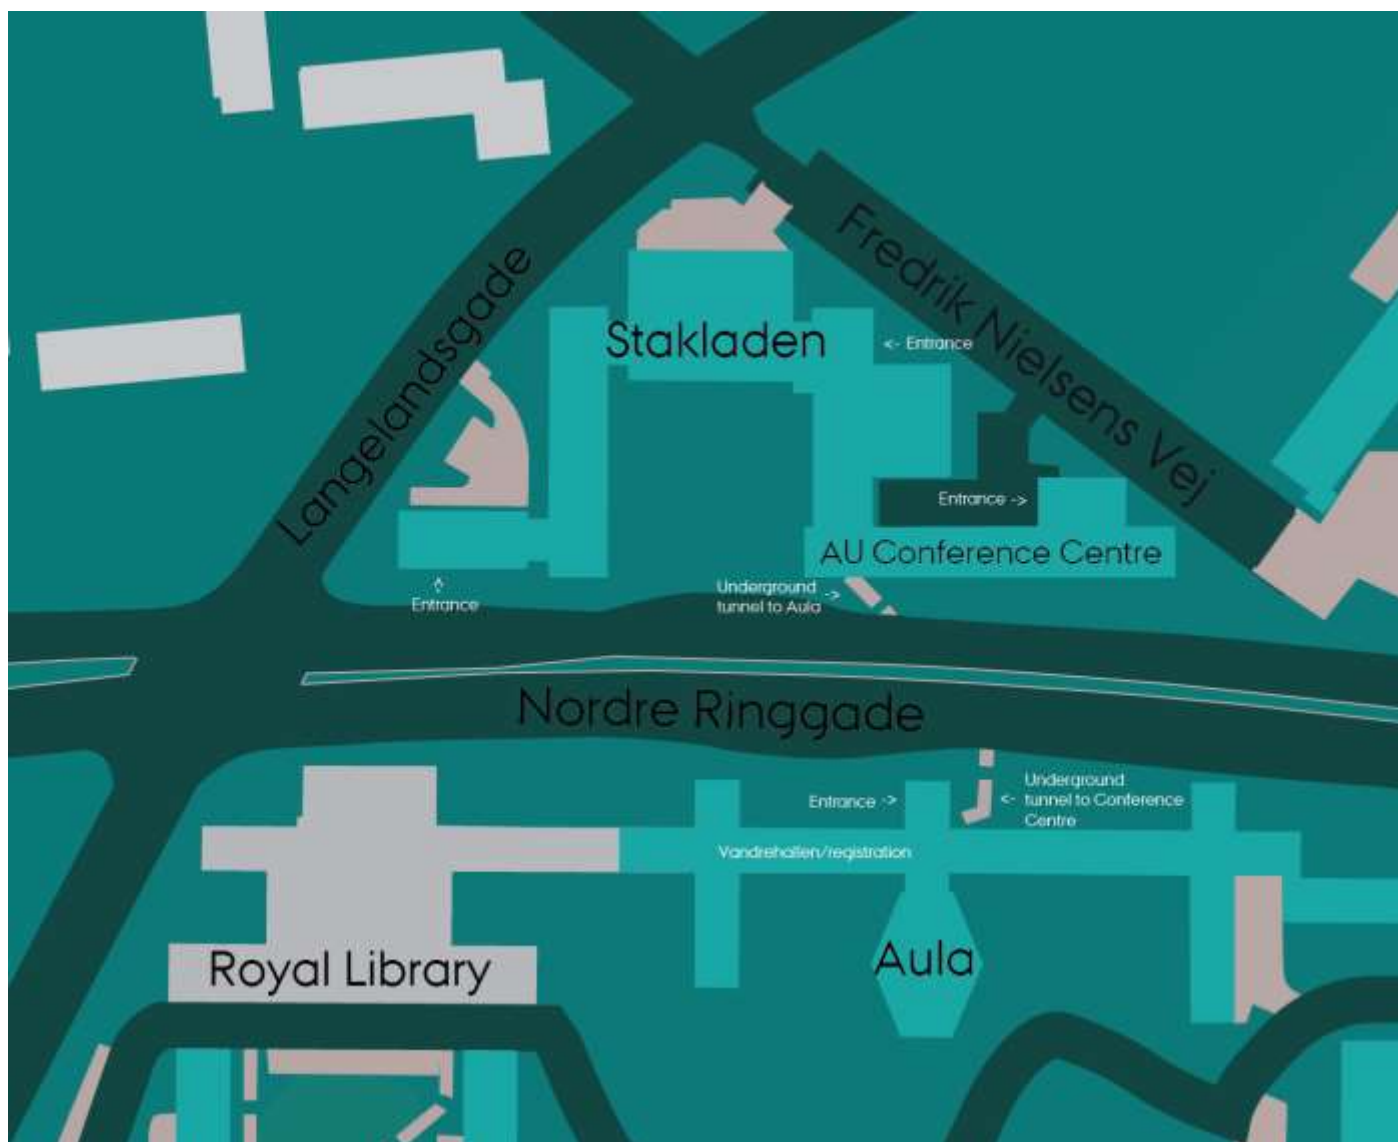 Langelandsgade
Fredrik Nielsens Vej
Stakladen
<- Entrance
Entrance ->
AU Conference Centre
Underground
tunnel to Aula ->
<-
Entrance
Nordre Ringgade
Entrance ->
Underground
<- tunnel to Conference
Centre
Vandrehallen/registration
Royal Library
Aula